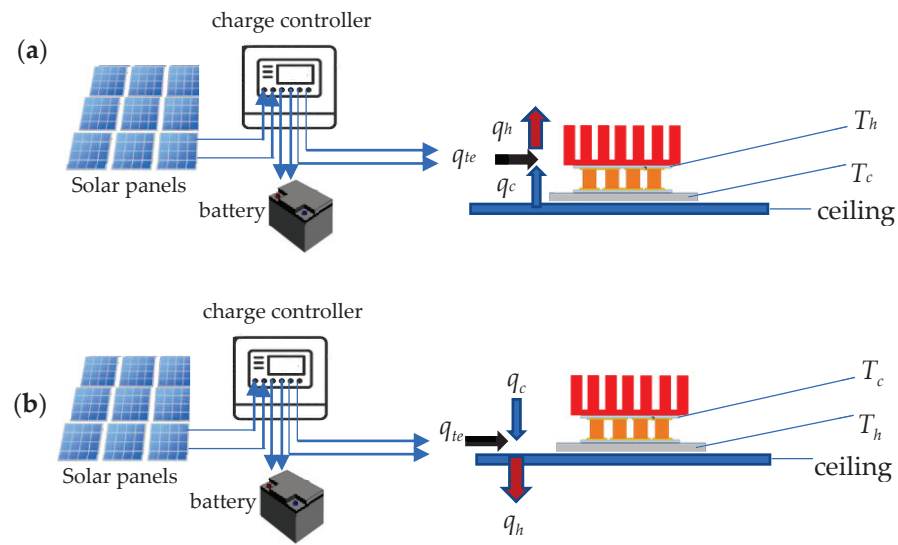 (a)
charge controller
Solar panels
battery
q_h
q_te
q_c
T_h
T_c
ceiling
(b)
charge controller
Solar panels
battery
q_c
q_te
q_h
T_c
T_h
ceiling